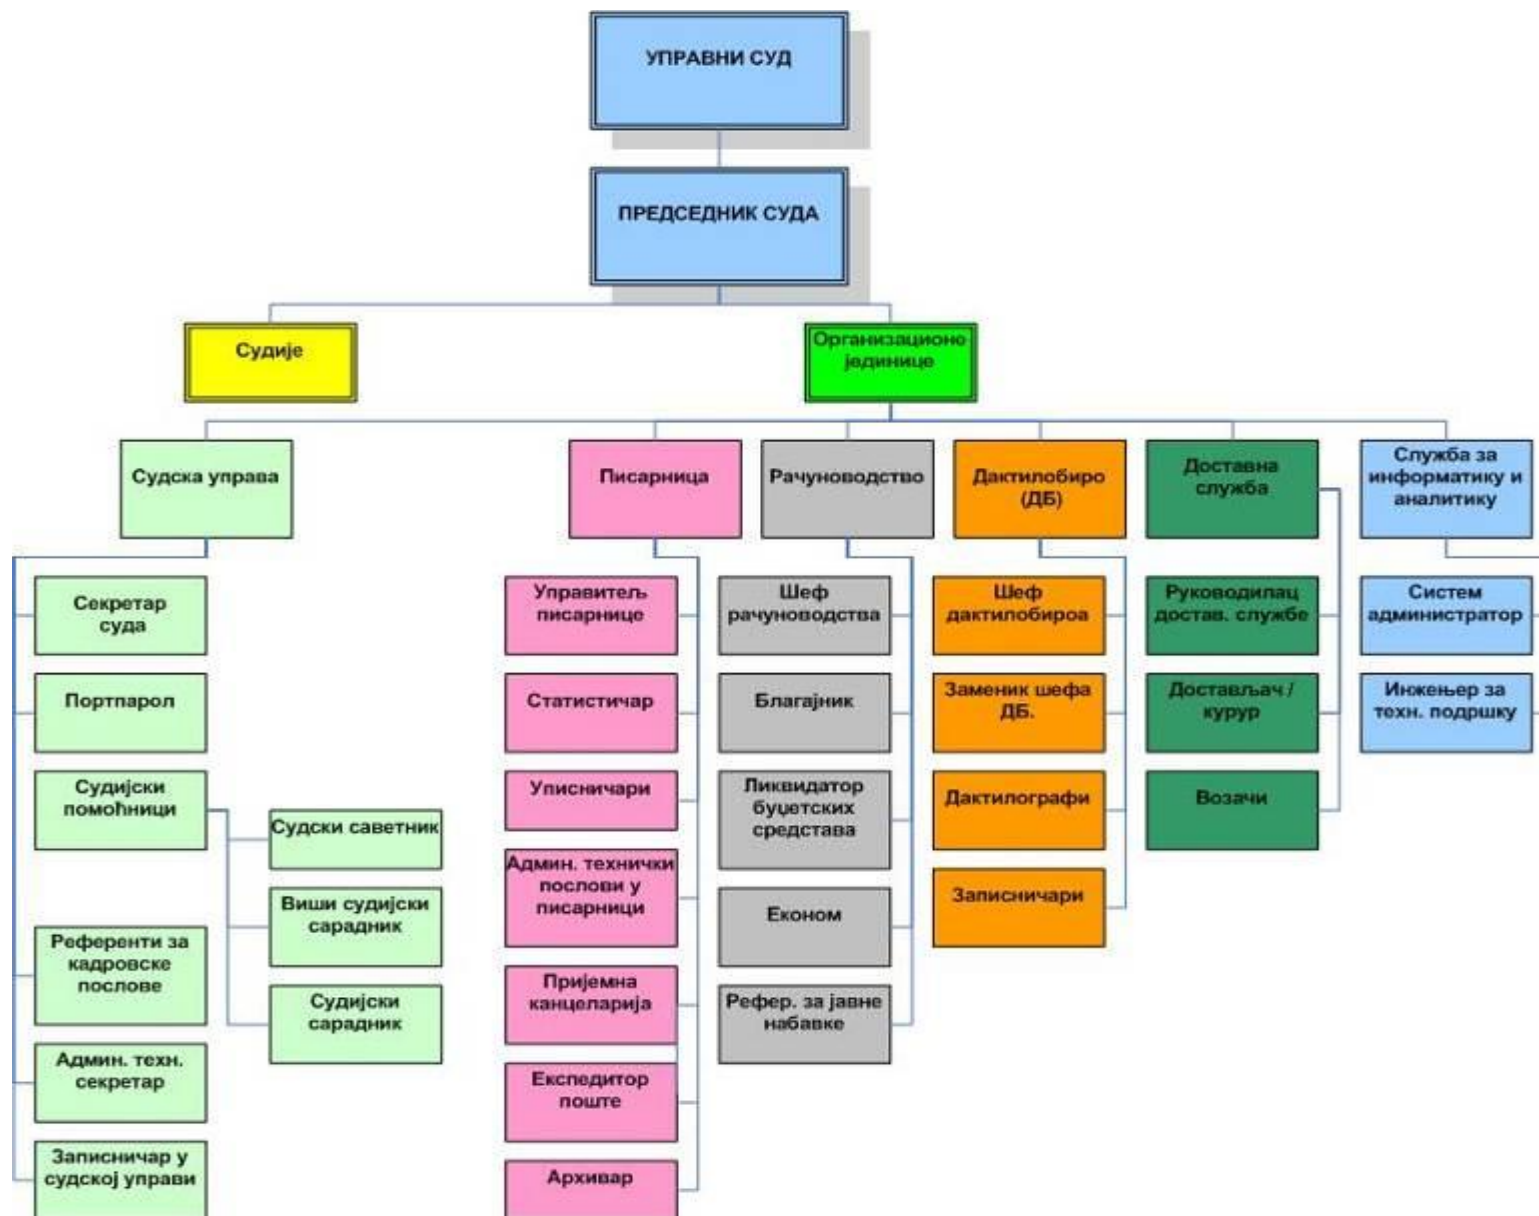 УПРАВНИ СУД
ПРЕДСЕДНИК СУДА
Судије
Организационе
јединице
Судска управа
Писарница
Рачуноводство
Дактилобиро
(ДБ)
Доставна
служба
Служба за
информатику и
аналитику
Секретар
суда
Портпарол
Судијски
помоћници
Судски саветник
Виши судијски
сарадник
Судијски
сарадник
Референти за
кадровске
послове
Админ. техн.
секретар
Записничар у
судској управи
Управитељ
писарнице
Статистичар
Уписничари
Админ. технички
послови у
писарници
Пријемна
канцеларија
Експедитор
поште
Архивар
Шеф
рачуноводства
Благајник
Ликвидатор
буџетских
средстава
Економ
Рефер. за јавне
набавке
Шеф
дактилобироа
Заменик шефа
ДБ.
Дактилографи
Записничари
Руководилац
достав. службе
Достављач /
курур
Возачи
Систем
администратор
Инжењер за
техн. подршку